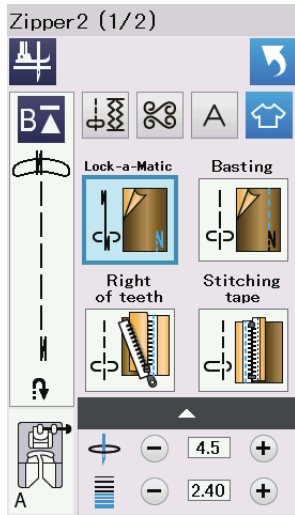 Zipper2 (1/2)
B
A
Lock-a-Matic
Basting
N
N
Right
of teeth
Stitching
tape
A
4.5
2.40